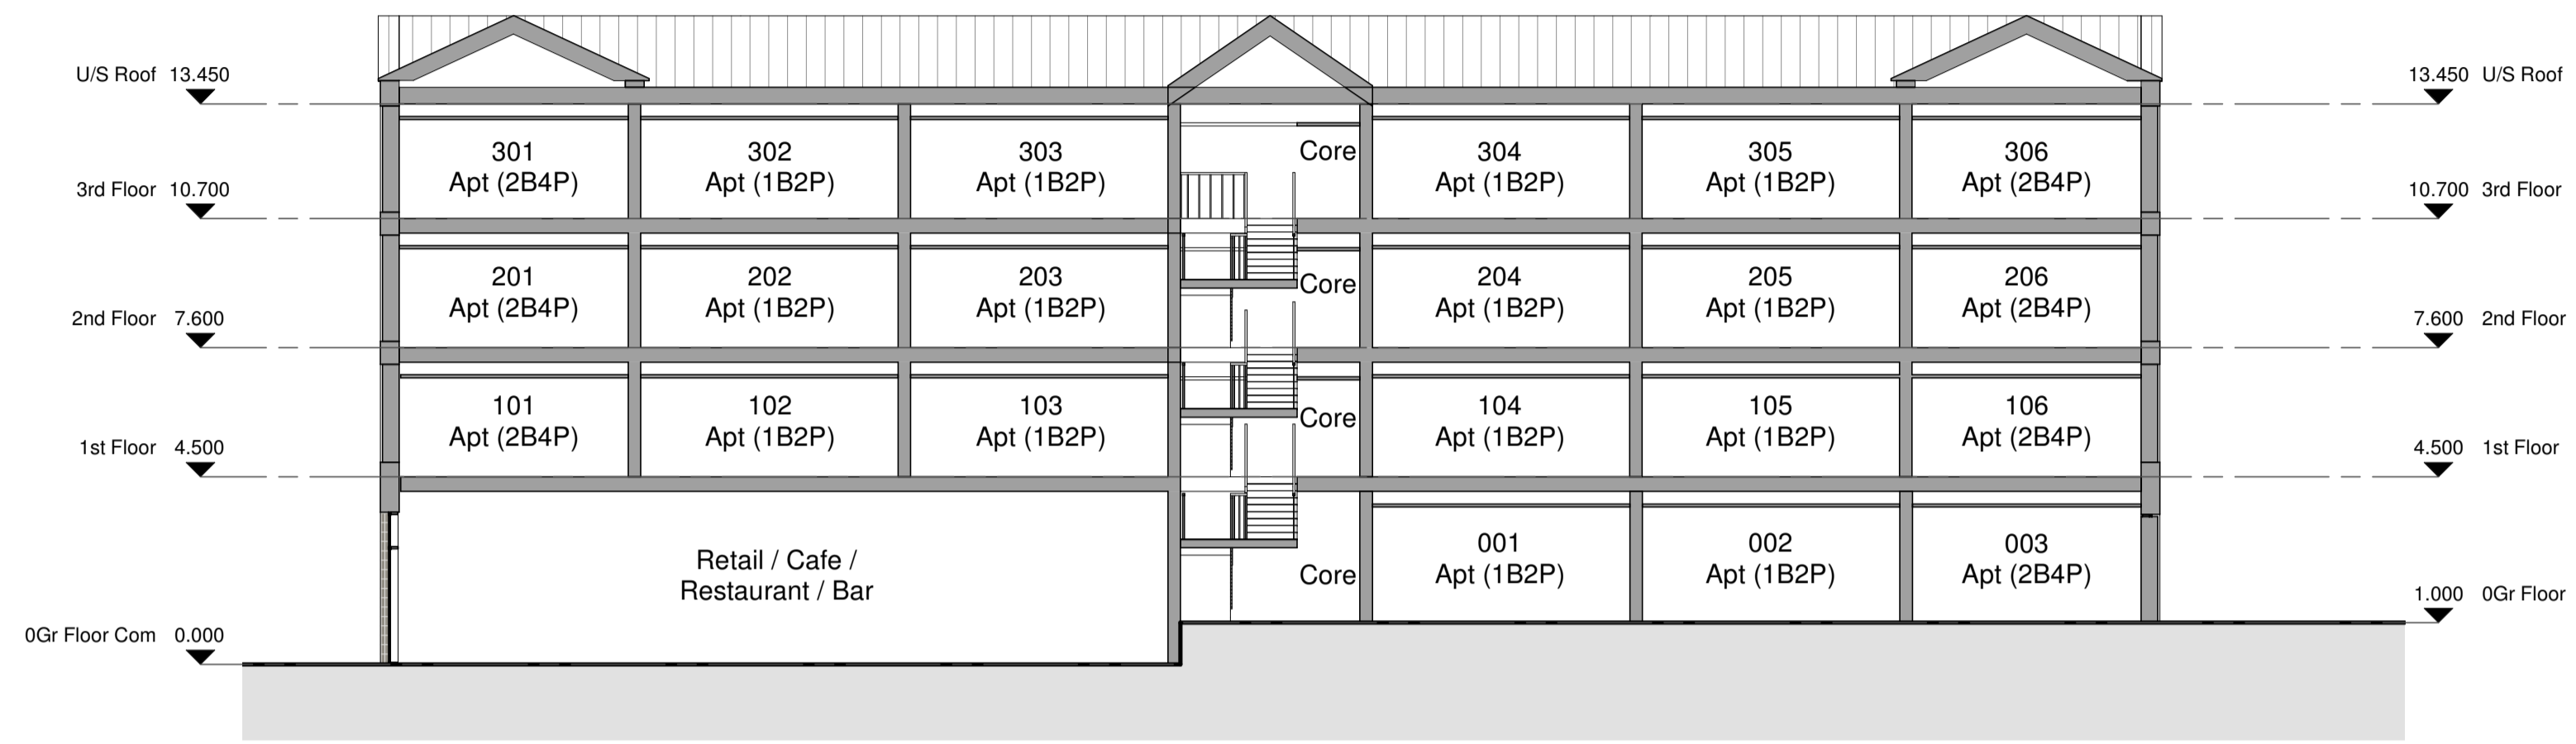 U/S Roof 13.450
13.450 U/S Roof
301
Apt (2B4P)
302
Apt (1B2P)
303
Apt (1B2P)
Core
304
Apt (1B2P)
305
Apt (1B2P)
306
Apt (2B4P)
3rd Floor 10.700
10.700 3rd Floor
201
Apt (2B4P)
202
Apt (1B2P)
203
Apt (1B2P)
Core
204
Apt (1B2P)
205
Apt (1B2P)
206
Apt (2B4P)
2nd Floor 7.600
7.600 2nd Floor
101
Apt (2B4P)
102
Apt (1B2P)
103
Apt (1B2P)
Core
104
Apt (1B2P)
105
Apt (1B2P)
106
Apt (2B4P)
1st Floor 4.500
4.500 1st Floor
Retail / Cafe /
Restaurant / Bar
Core
001
Apt (1B2P)
002
Apt (1B2P)
003
Apt (2B4P)
1.000 0Gr Floor
0Gr Floor Com 0.000